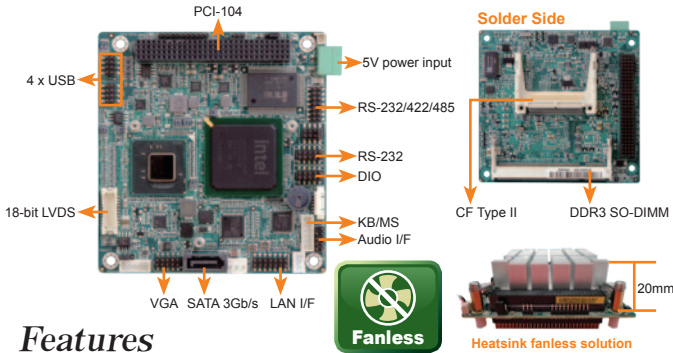 PCI-104
Solder Side
5V power input
4 x USB
RS-232/422/485
RS-232
DIO
intel
18-bit LVDS
CF Type II
DDR3 SO-DIMM
KB/MS
Audio I/F
VGA
SATA 3Gb/s
LAN I/F
20mm
Fanless
Heatsink fanless solution
Features